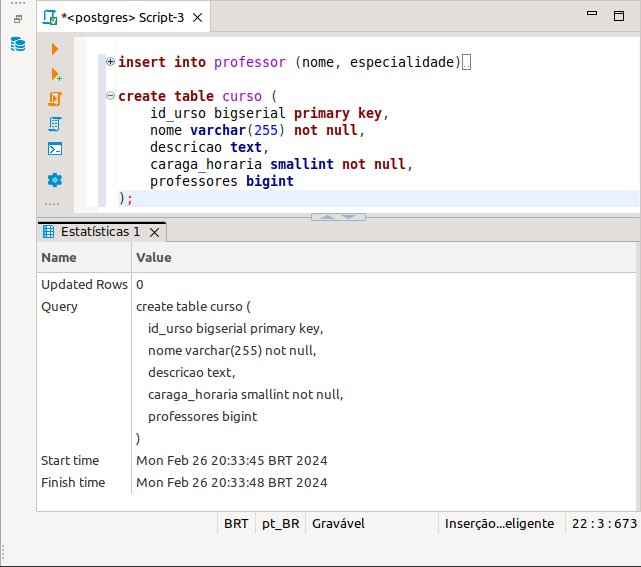 *<postgres> Script-3
insert into professor (nome, especialidade)..
create table curso (
id_urso bigserial primary key,
nome varchar(255) not null,
descricao text,
caraga_horaria smallint not null,
professores bigint
);
Estatísticas 1
Name Value
Updated Rows 0
Query create table curso (
id_urso bigserial primary key,
nome varchar(255) not null,
descricao text,
caraga_horaria smallint not null,
professores bigint
)
Start time Mon Feb 26 20:33:45 BRT 2024
Finish time Mon Feb 26 20:33:48 BRT 2024
BRT pt_BR Gravável Inserção...eligente 22 : 3 : 673